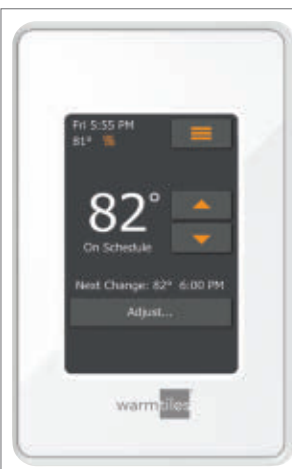 Fri 5:55 PM
81°
82°
On Schedule
Next Change: 82° 6:00 PM
Adjust...
warmtiles